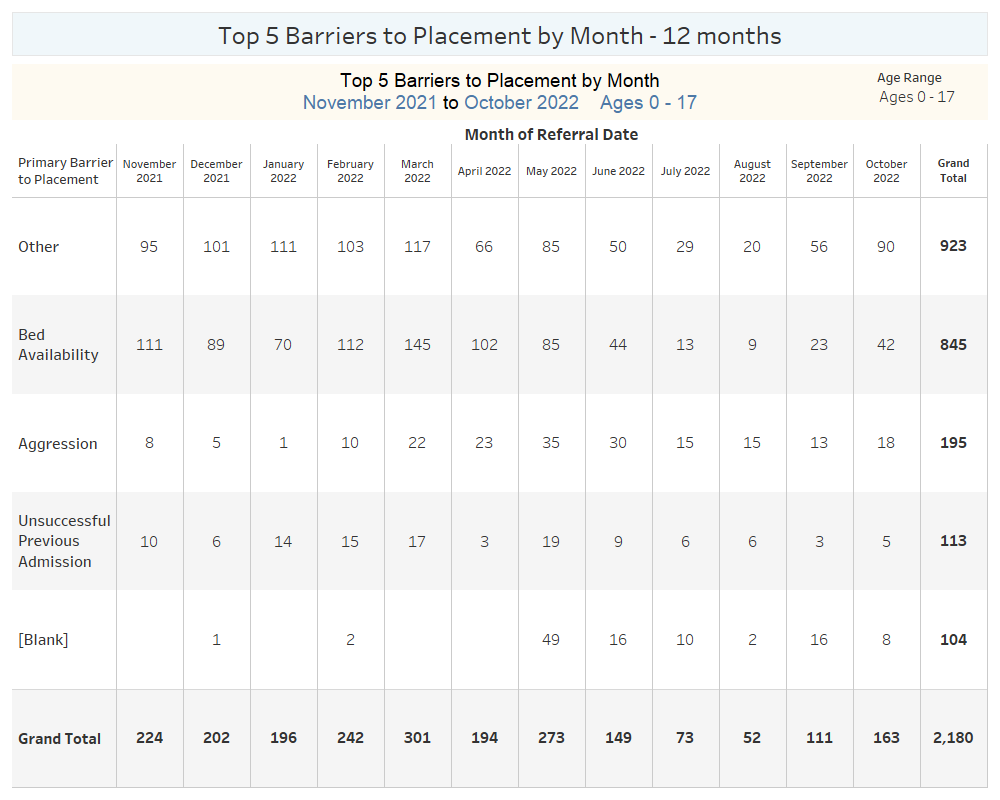 Top 5 Barriers to Placement by Month - 12 months
Top 5 Barriers to Placement by Month
November 2021 to October 2022 Ages 0 - 17
Age Range
Ages 0 - 17
Month of Referral Date
Primary Barrier
to Placement
November
2021
December
2021
January
2022
February
2022
March
2022
April 2022
May 2022
June 2022
July 2022
August
2022
September
2022
October
2022
Grand
Total
Other 95 101 111 103 117 66 85 50 29 20 56 90 923
Bed
Availability
111 89 70 112 145 102 85 44 13 9 23 42 845
Aggression 8 5 1 10 22 23 35 30 15 15 13 18 195
Unsuccessful
Previous
Admission
10 6 14 15 17 3 19 9 6 6 3 5 113
[Blank] 1 2 49 16 10 2 16 8 104
Grand Total 224 202 196 242 301 194 273 149 73 52 111 163 2,180